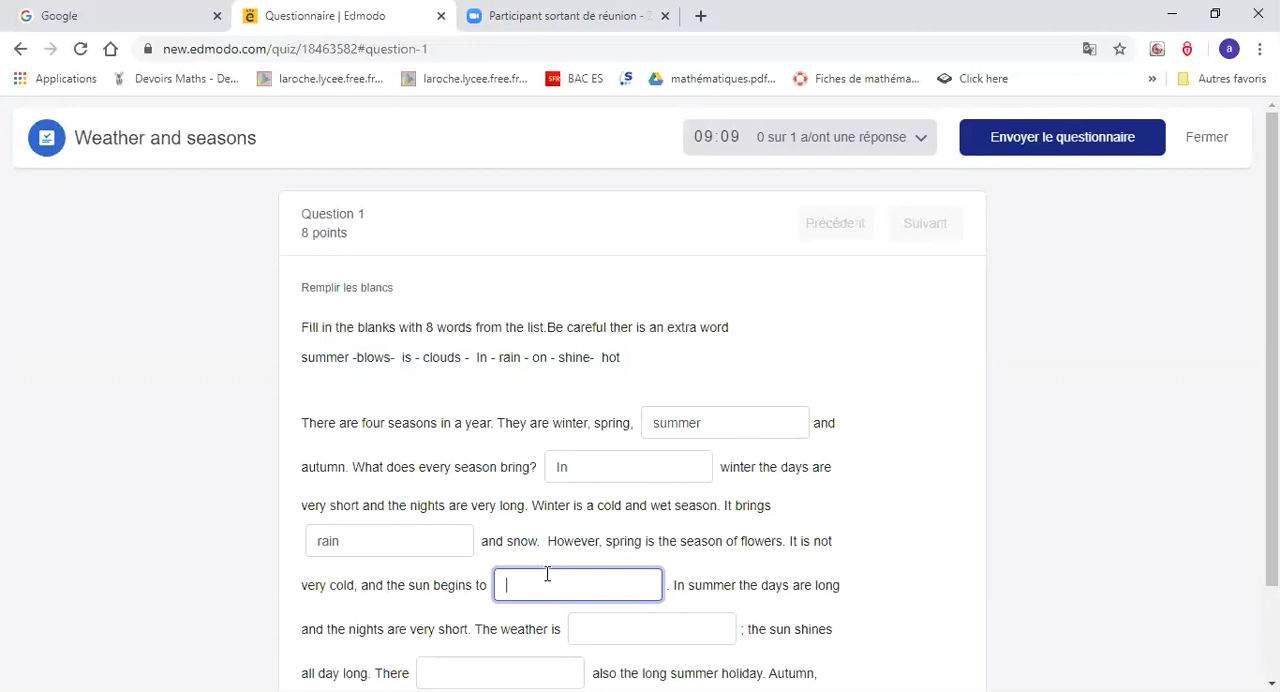 Google
Questionnaire | Edmodo
Participant sortant de réunion -
new.edmodo.com/quiz/18463582#question-1
a
Applications
Devoirs Maths - De...
laroche.lycee.free.fr...
laroche.lycee.free.fr...
SFR
BAC ES
mathématiques.pdf...
Fiches de mathéma...
Click here
»
Autres favoris
Weather and seasons
09:09 0 sur 1 a/ont une réponse
Envoyer le questionnaire
Fermer
Question 1
8 points
Précédent
Suivant
Remplir les blancs
Fill in the blanks with 8 words from the list.Be careful ther is an extra word
summer -blows- is - clouds - In - rain - on - shine- hot
There are four seasons in a year. They are winter, spring, summer and
autumn. What does every season bring? In winter the days are
very short and the nights are very long. Winter is a cold and wet season. It brings
rain and snow. However, spring is the season of flowers. It is not
very cold, and the sun begins to . In summer the days are long
and the nights are very short. The weather is ; the sun shines
all day long. There also the long summer holiday. Autumn,